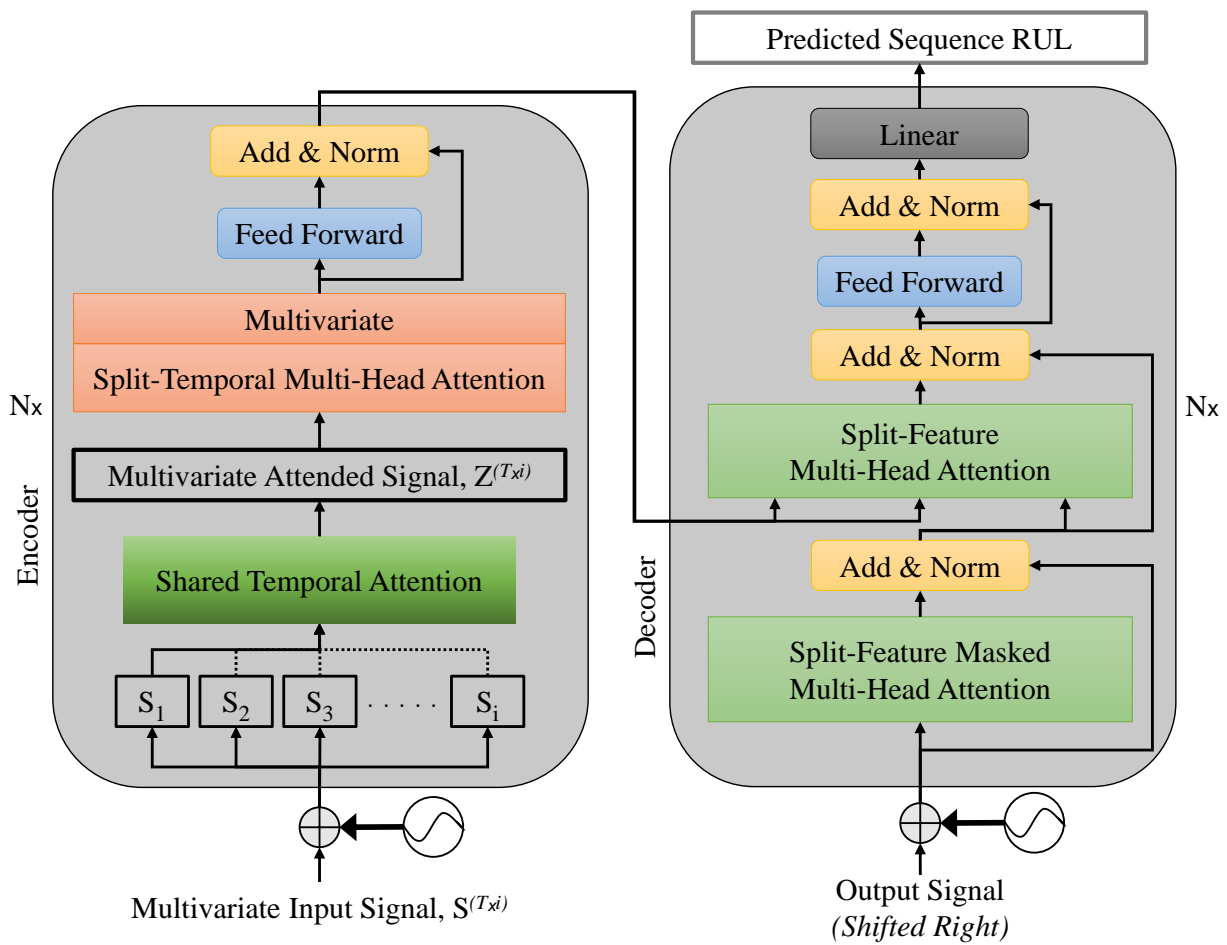 Predicted Sequence RUL
Add & Norm
Feed Forward
Multivariate
Split-Temporal Multi-Head Attention
Nx
Encoder
Multivariate Attended Signal, Z^(Txi)
Shared Temporal Attention
S1 S2 S3 . . . . . Si
Multivariate Input Signal, S^(Txi)
Linear
Add & Norm
Feed Forward
Add & Norm
Nx
Split-Feature
Multi-Head Attention
Decoder
Add & Norm
Split-Feature Masked
Multi-Head Attention
Output Signal
(Shifted Right)